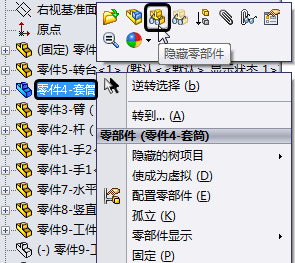 右视基准面
原点
(固定) 零件
零件5-转台<1> (默认<<默认>_显示状态 1>)
零件4-套筒
零件3-臂 (
零件2-杆 (
零件1-手2<
零件1-手1<
零件7-水平
零件8-竖直
零件9-工件
(-) 零件9-工
隐藏零部件
逆转选择 (b)
转到... (A)
零部件 (零件4-套筒)
隐藏的树项目
使成为虚拟 (D)
配置零部件 (E)
孤立 (K)
零部件显示
固定 (P)